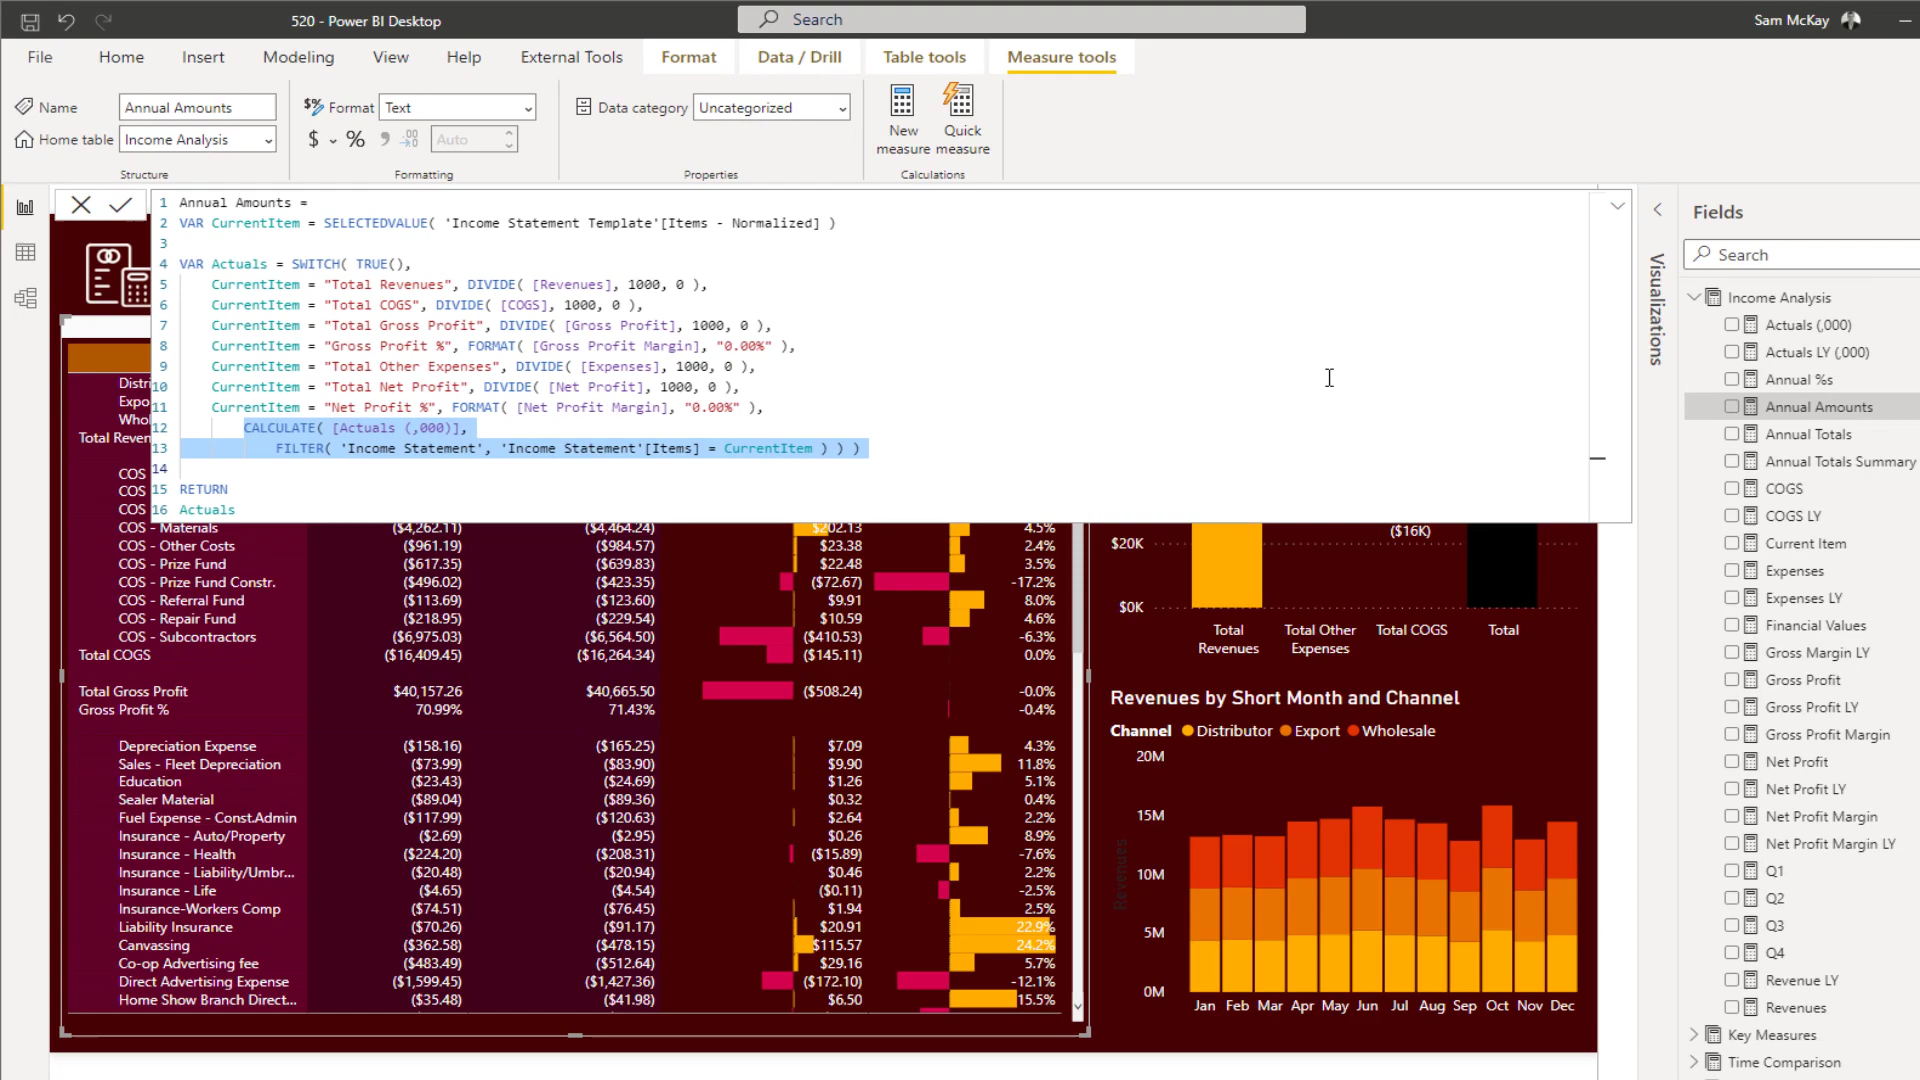 520 - Power BI Desktop
Search
Sam McKay
File Home Insert Modeling View Help External Tools Format Data / Drill Table tools Measure tools
Name Annual Amounts
Home table Income Analysis
Structure
Format Text
$ % Auto
Formatting
Data category Uncategorized
Properties
New measure
Quick measure
Calculations
1 Annual Amounts =
2 VAR CurrentItem = SELECTEDVALUE( 'Income Statement Template'[Items - Normalized] )
3
4 VAR Actuals = SWITCH( TRUE(),
5 CurrentItem = "Total Revenues", DIVIDE( [Revenues], 1000, 0 ),
6 CurrentItem = "Total COGS", DIVIDE( [COGS], 1000, 0 ),
7 CurrentItem = "Total Gross Profit", DIVIDE( [Gross Profit], 1000, 0 ),
8 CurrentItem = "Gross Profit %", FORMAT( [Gross Profit Margin], "0.00%" ),
9 CurrentItem = "Total Other Expenses", DIVIDE( [Expenses], 1000, 0 ),
10 CurrentItem = "Total Net Profit", DIVIDE( [Net Profit], 1000, 0 ),
11 CurrentItem = "Net Profit %", FORMAT( [Net Profit Margin], "0.00%" ),
12 CALCULATE( [Actuals (,000)],
13 FILTER( 'Income Statement', 'Income Statement'[Items] = CurrentItem ) ) )
14
15 RETURN
16 Actuals
Distri
Expo
Whol
Total Reven
COS
COS
COS
COS - Materials ($4,262.11) ($4,464.24) $202.13 4.5%
COS - Other Costs ($961.19) ($984.57) $23.38 2.4%
COS - Prize Fund ($617.35) ($639.83) $22.48 3.5%
COS - Prize Fund Constr. ($496.02) ($423.35) ($72.67) -17.2%
COS - Referral Fund ($113.69) ($123.60) $9.91 8.0%
COS - Repair Fund ($218.95) ($229.54) $10.59 4.6%
COS - Subcontractors ($6,975.03) ($6,564.50) ($410.53) -6.3%
Total COGS ($16,409.45) ($16,264.34) ($145.11) 0.0%
Total Gross Profit $40,157.26 $40,665.50 ($508.24) -0.0%
Gross Profit % 70.99% 71.43% -0.4%
Depreciation Expense ($158.16) ($165.25) $7.09 4.3%
Sales - Fleet Depreciation ($73.99) ($83.90) $9.90 11.8%
Education ($23.43) ($24.69) $1.26 5.1%
Sealer Material ($89.04) ($89.36) $0.32 0.4%
Fuel Expense - Const.Admin ($117.99) ($120.63) $2.64 2.2%
Insurance - Auto/Property ($2.69) ($2.95) $0.26 8.9%
Insurance - Health ($224.20) ($208.31) ($15.89) -7.6%
Insurance - Liability/Umbr... ($20.48) ($20.94) $0.46 2.2%
Insurance - Life ($4.65) ($4.54) ($0.11) -2.5%
Insurance-Workers Comp ($74.51) ($76.45) $1.94 2.5%
Liability Insurance ($70.26) ($91.17) $20.91 22.9%
Canvassing ($362.58) ($478.15) $115.57 24.2%
Co-op Advertising fee ($483.49) ($512.64) $29.16 5.7%
Direct Advertising Expense ($1,599.45) ($1,427.36) ($172.10) -12.1%
Home Show Branch Direct... ($35.48) ($41.98) $6.50 15.5%
($16K)
$20K
$0K
Total Revenues
Total Other Expenses
Total COGS
Total
Revenues by Short Month and Channel
Channel Distributor Export Wholesale
Revenues
20M
15M
10M
5M
0M
Jan Feb Mar Apr May Jun Jul Aug Sep Oct Nov Dec
Visualizations
Fields
Search
Income Analysis
Actuals (,000)
Actuals LY (,000)
Annual %s
Annual Amounts
Annual Totals
Annual Totals Summary
COGS
COGS LY
Current Item
Expenses
Expenses LY
Financial Values
Gross Margin LY
Gross Profit
Gross Profit LY
Gross Profit Margin
Net Profit
Net Profit LY
Net Profit Margin
Net Profit Margin LY
Q1
Q2
Q3
Q4
Revenue LY
Revenues
Key Measures
Time Comparison